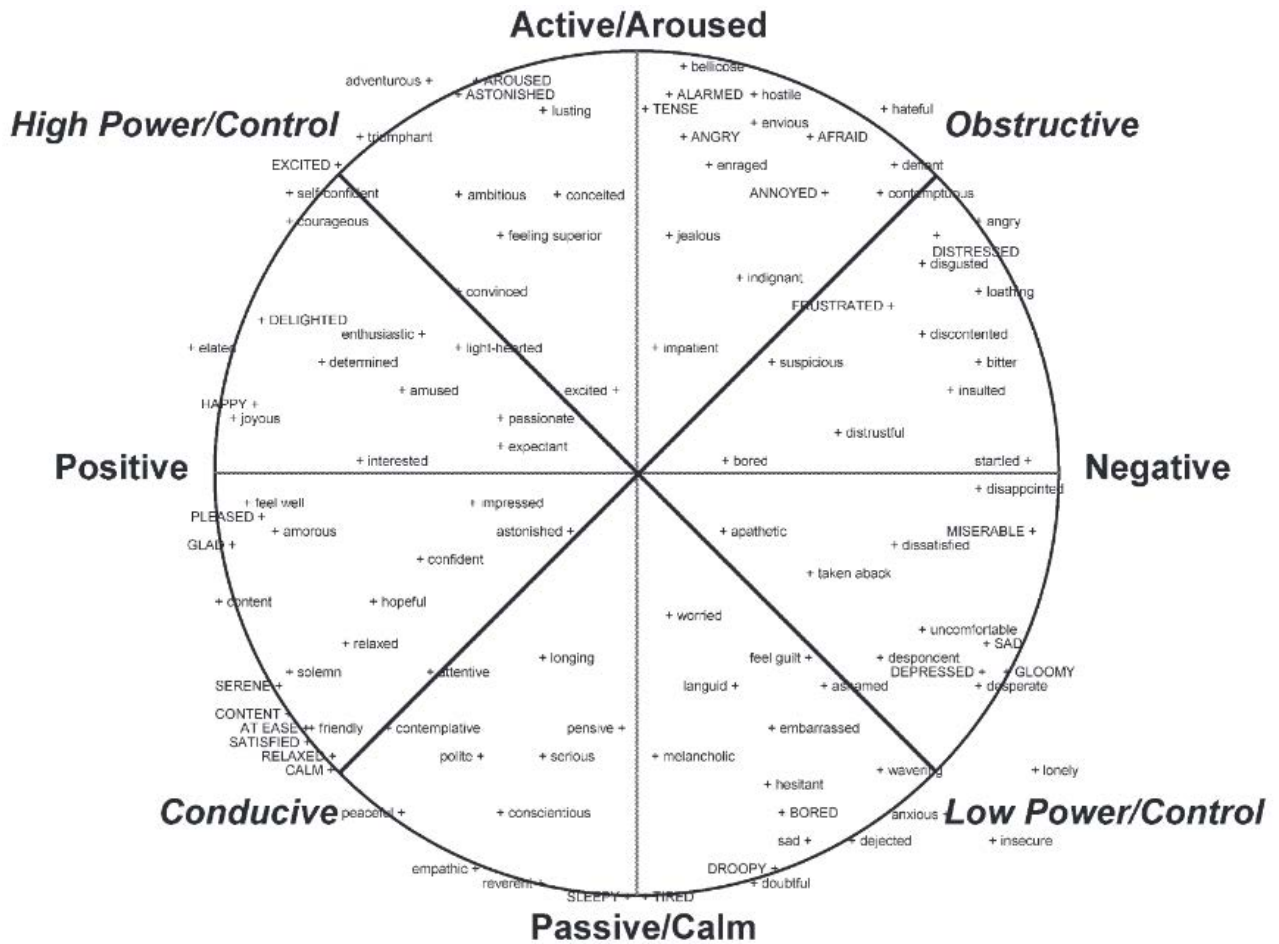 Active/Aroused
+ bellicose
adventurous +
+ AROUSED
+ ASTONISHED
+ ALARMED
+ hostile
+ lusting
+ TENSE
+ hateful
High Power/Control
+ envious
Obstructive
+ triumphant
+ ANGRY
+ AFRAID
EXCITED +
+ enraged
+ defiant
+ self-confident
+ ambitious
+ conceited
ANNOYED +
+ contemptuous
+ courageous
+ angry
+ feeling superior
+ jealous
+
DISTRESSED
+ disgusted
+ indignant
+ convinced
+ loathing
FRUSTRATED +
+ DELIGHTED
enthusiastic +
+ discontented
+ elated
+ light-hearted
+ impatient
+ determined
+ suspicious
+ bitter
+ amused
excited +
+ insulted
HAPPY +
+ joyous
+ passionate
+ distrustful
+ expectant
Positive
+ interested
+ bored
startled +
Negative
+ disappointed
+ feel well
+ impressed
PLEASED +
+ amorous
astonished +
+ apathetic
MISERABLE +
GLAD +
+ dissatisfied
+ confident
+ taken aback
+ content
+ hopeful
+ worried
+ uncomfortable
+ relaxed
+ SAD
+ longing
feel guilt +
+ despondent
+ solemn
+ attentive
DEPRESSED +
+ GLOOMY
SERENE +
languid +
+ ashamed
+ desperate
CONTENT +
AT EASE +
+ friendly
+ contemplative
pensive +
+ embarrassed
SATISFIED +
RELAXED +
polite +
+ serious
+ melancholic
CALM +
+ wavering
+ lonely
+ hesitant
Conducive
peaceful +
+ conscientious
+ BORED
anxious +
Low Power/Control
sad +
+ dejected
+ insecure
empathic +
DROOPY +
reverent +
+ doubtful
SLEEPY +
+ TIRED
Passive/Calm